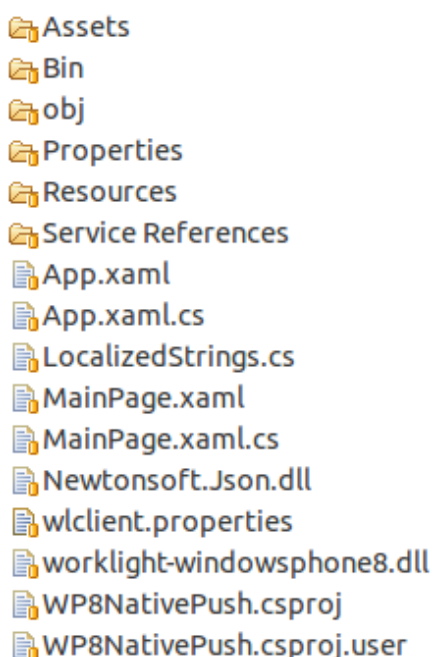 Assets
Bin
obj
Properties
Resources
Service References
App.xaml
App.xaml.cs
LocalizedStrings.cs
MainPage.xaml
MainPage.xaml.cs
Newtonsoft.Json.dll
wlclient.properties
worklight-windowsphone8.dll
WP8NativePush.csproj
WP8NativePush.csproj.user